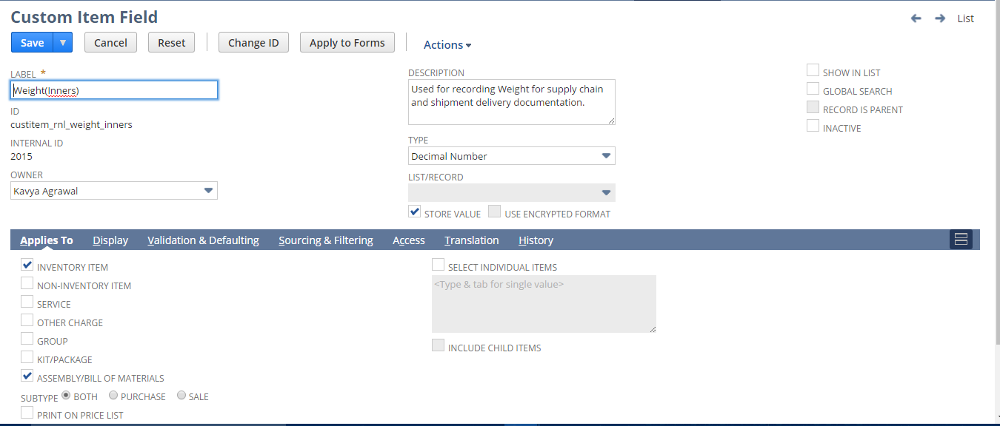 Custom Item Field
List
Save
Cancel
Reset
Change ID
Apply to Forms
Actions
LABEL *
Weight(Inners)
ID
custitem_rnl_weight_inners
INTERNAL ID
2015
OWNER
Kavya Agrawal
DESCRIPTION
Used for recording Weight for supply chain
and shipment delivery documentation.
TYPE
Decimal Number
LIST/RECORD
STORE VALUE USE ENCRYPTED FORMAT
SHOW IN LIST
GLOBAL SEARCH
RECORD IS PARENT
INACTIVE
Applies To Display Validation & Defaulting Sourcing & Filtering Access Translation History
INVENTORY ITEM
NON-INVENTORY ITEM
SERVICE
OTHER CHARGE
GROUP
KIT/PACKAGE
ASSEMBLY/BILL OF MATERIALS
SUBTYPE BOTH PURCHASE SALE
PRINT ON PRICE LIST
SELECT INDIVIDUAL ITEMS
<Type & tab for single value>
INCLUDE CHILD ITEMS